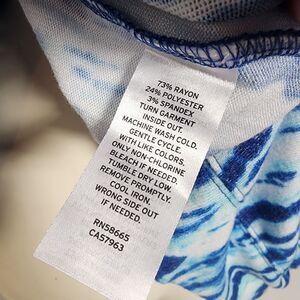 73% RAYON
24% POLYESTER
3% SPANDEX
TURN GARMENT
INSIDE OUT.
MACHINE WASH COLD.
GENTLE CYCLE.
WITH LIKE COLORS.
ONLY NON-CHLORINE
BLEACH IF NEEDED.
TUMBLE DRY LOW.
REMOVE PROMPTLY.
COOL IRON.
WRONG SIDE OUT
IF NEEDED.
RN58665
CA57963